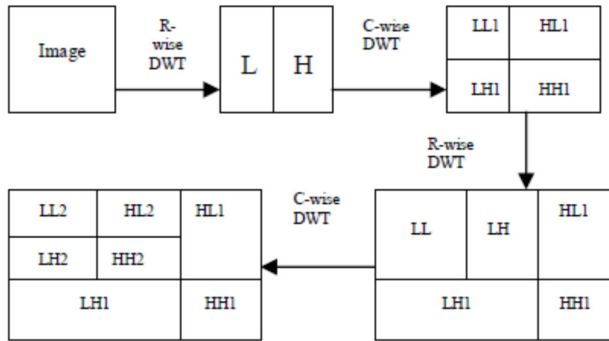 Image
R-
wise
DWT
L H
C-wise
DWT
LL1 HL1
LH1 HH1
R-wise
DWT
LL2 HL2 HL1
LH2 HH2
LH1 HH1
C-wise
DWT
LL LH HL1
LH1 HH1